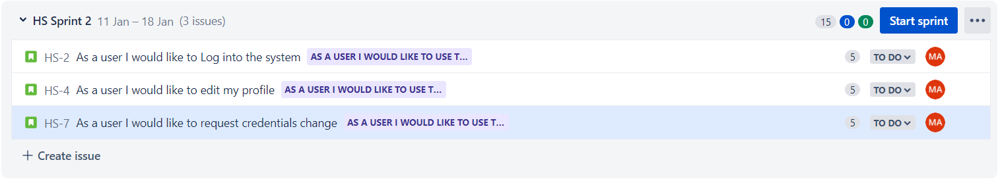 HS Sprint 2 11 Jan – 18 Jan (3 issues) 15 0 0 Start sprint
HS-2 As a user I would like to Log into the system AS A USER I WOULD LIKE TO USE T... 5 TO DO MA
HS-4 As a user I would like to edit my profile AS A USER I WOULD LIKE TO USE T... 5 TO DO MA
HS-7 As a user I would like to request credentials change AS A USER I WOULD LIKE TO USE T... 5 TO DO MA
Create issue